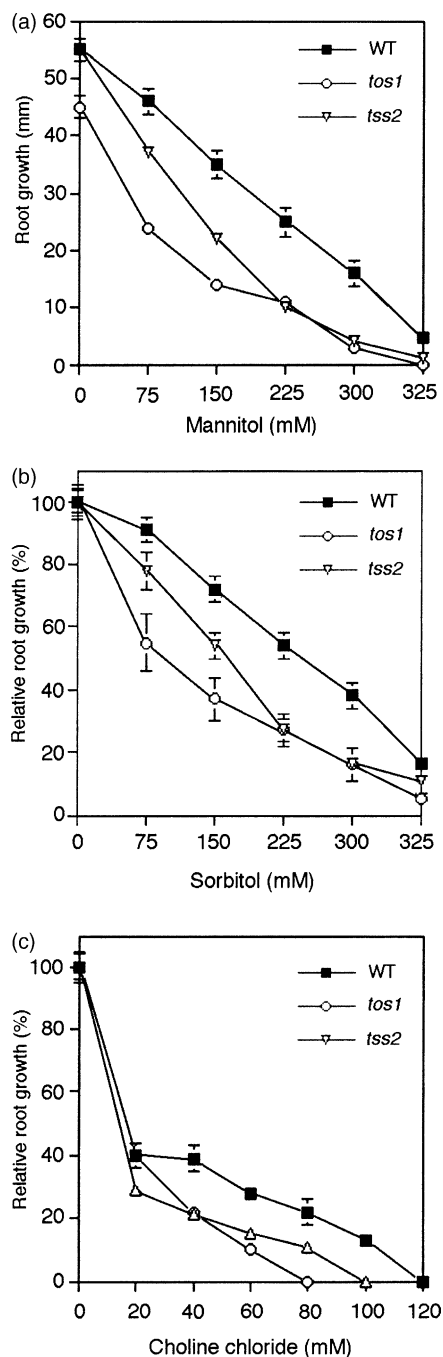 (a)
60
50
40
30
20
10
0
Root growth (mm)
WT
tos1
tss2
0 75 150 225 300 325
Mannitol (mM)
(b)
100
80
60
40
20
0
Relative root growth (%)
WT
tos1
tss2
0 75 150 225 300 325
Sorbitol (mM)
(c)
100
80
60
40
20
0
Relative root growth (%)
WT
tos1
tss2
0 20 40 60 80 100 120
Choline chloride (mM)